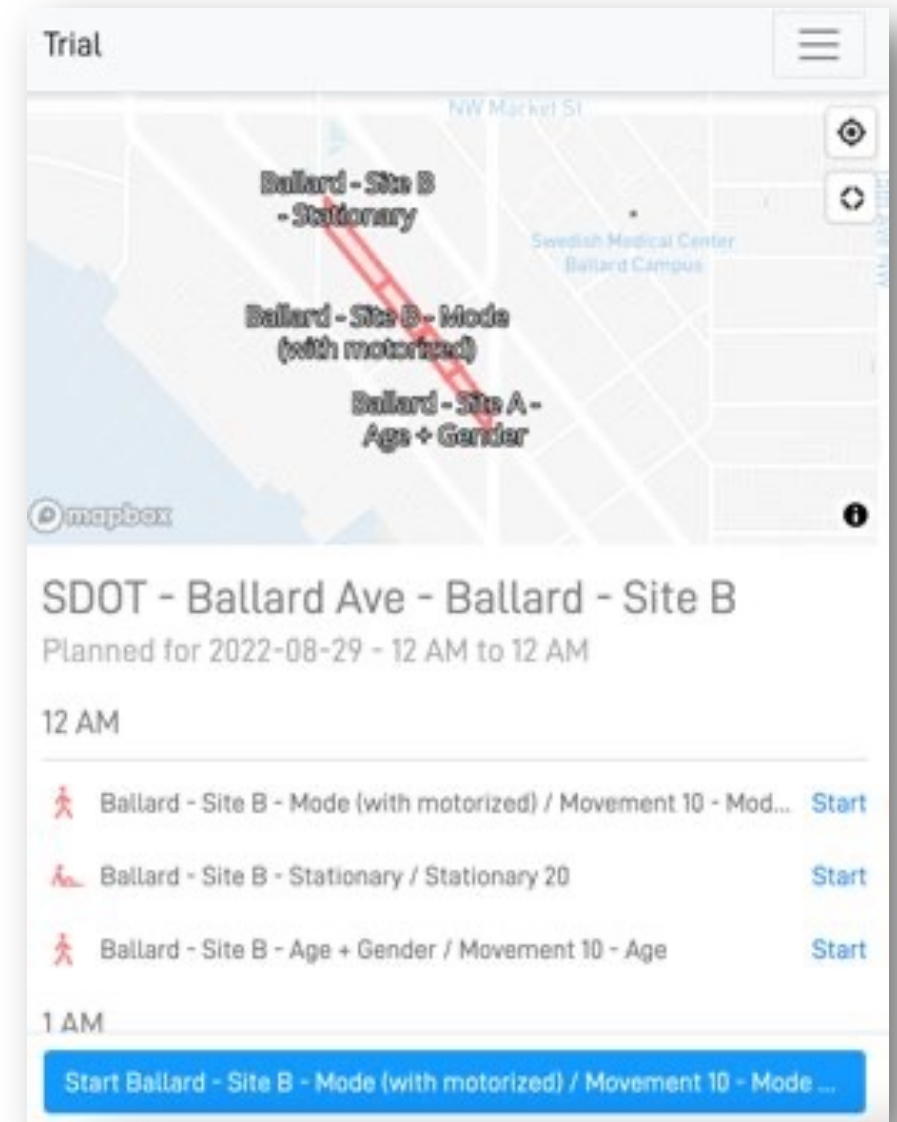 Trial
NW Market St
Ballard - Site B
- Stationary
Swedish Medical Center
Ballard Campus
Ballard - Site B - Mode
(with motorized)
Ballard - Site A -
Age + Gender
mapbox
SDOT - Ballard Ave - Ballard - Site B
Planned for 2022-08-29 - 12 AM to 12 AM
12 AM
Ballard - Site B - Mode (with motorized) / Movement 10 - Mod... Start
Ballard - Site B - Stationary / Stationary 20 Start
Ballard - Site B - Age + Gender / Movement 10 - Age Start
1 AM
Start Ballard - Site B - Mode (with motorized) / Movement 10 - Mode ...